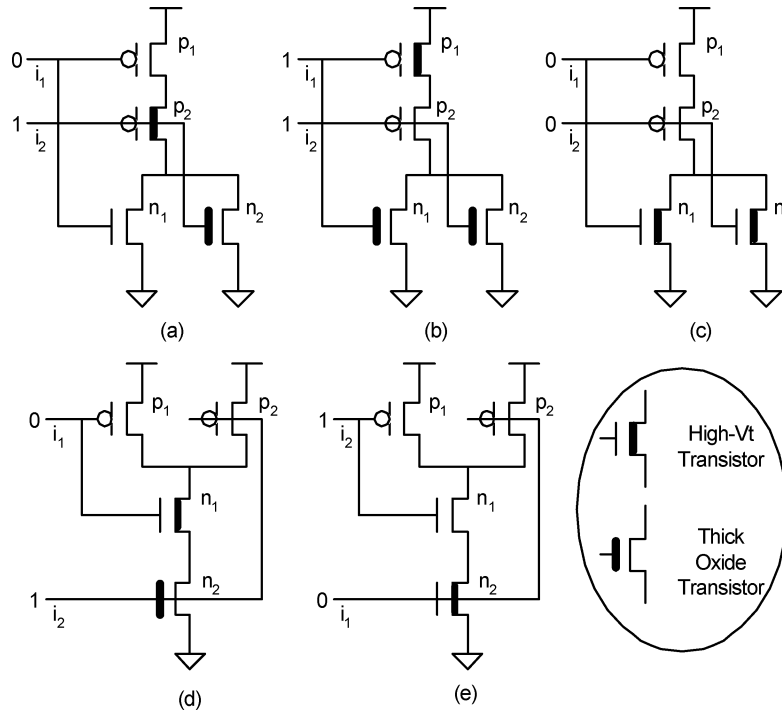 0 i1 p1
1 i2 p2
n1 n2
(a)
1 i1 p1
1 i2 p2
n1 n2
(b)
0 i1 p1
0 i2 p2
n1 n
(c)
0 i1 p1 p2
n1
1 i2 n2
(d)
1 i2 p1 p2
n1
0 i1 n2
(e)
High-Vt
Transistor
Thick
Oxide
Transistor